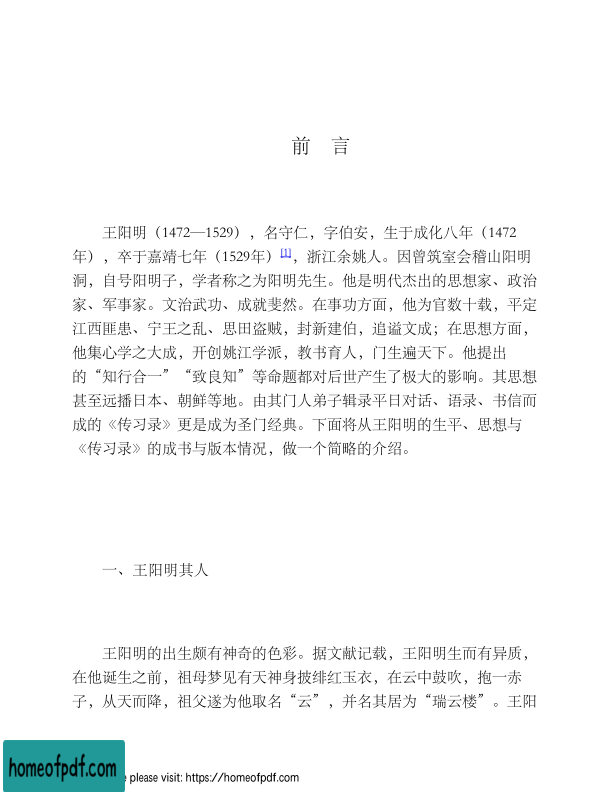 前　言
王阳明（1472—1529），名守仁，字伯安，生于成化八年（1472
年），卒于嘉靖七年（1529年）[1]，浙江余姚人。因曾筑室会稽山阳明
洞，自号阳明子，学者称之为阳明先生。他是明代杰出的思想家、政治
家、军事家。文治武功、成就斐然。在事功方面，他为官数十载，平定
江西匪患、宁王之乱、思田盗贼，封新建伯，追谥文成；在思想方面，
他集心学之大成，开创姚江学派，教书育人，门生遍天下。他提出
的“知行合一”“致良知”等命题都对后世产生了极大的影响。其思想
甚至远播日本、朝鲜等地。由其门人弟子辑录平日对话、语录、书信而
成的《传习录》更是成为圣门经典。下面将从王阳明的生平、思想与
《传习录》的成书与版本情况，做一个简略的介绍。
一、王阳明其人
王阳明的出生颇有神奇的色彩。据文献记载，王阳明生而有异质，
在他诞生之前，祖母梦见有天神身披绯红玉衣，在云中鼓吹，抱一赤
子，从天而降，祖父遂为他取名“云”，并名其居为“瑞云楼”。王阳
homeofpdf.com
e please visit: https://homeofpdf.com